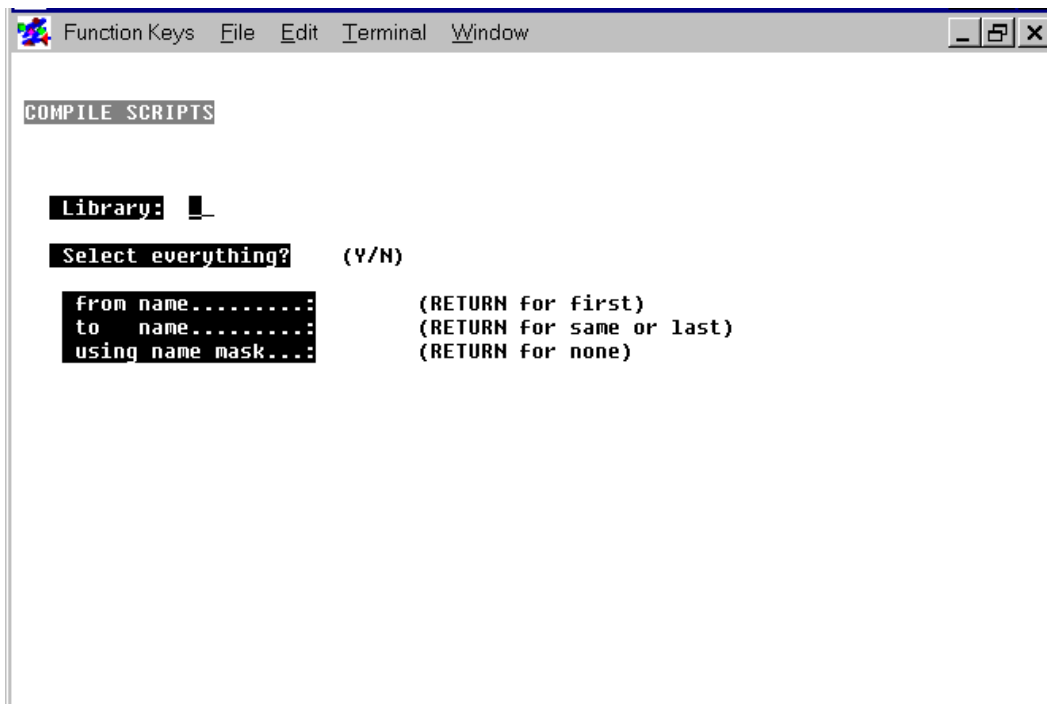 Function Keys File Edit Terminal Window
COMPILE SCRIPTS
Library:
Select everything? (Y/N)
from name.........: (RETURN for first)
to name.........: (RETURN for same or last)
using name mask...: (RETURN for none)